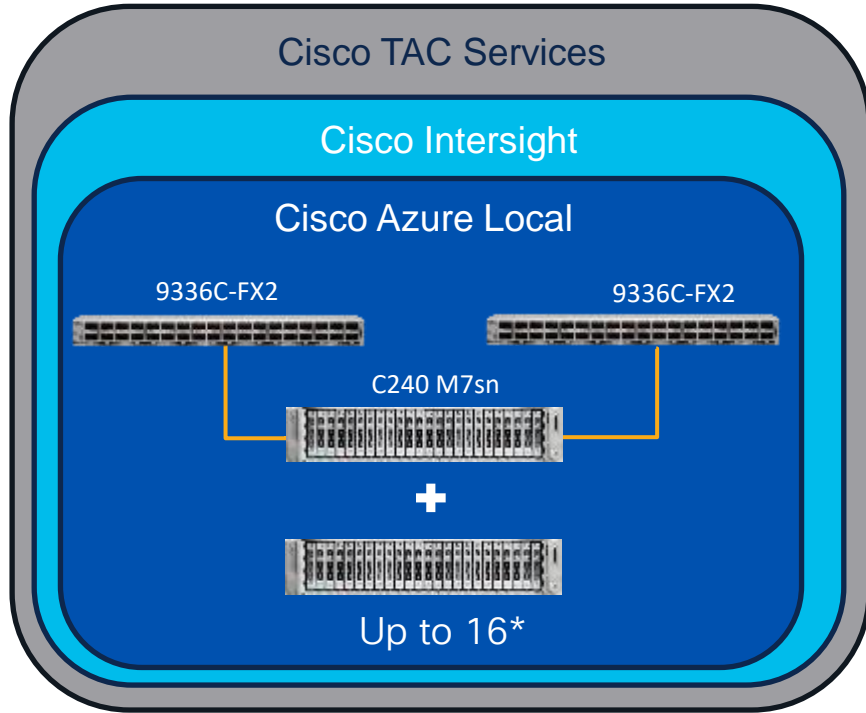 Cisco TAC Services
Cisco Intersight
Cisco Azure Local
9336C-FX2
9336C-FX2
C240 M7sn
+
Up to 16*